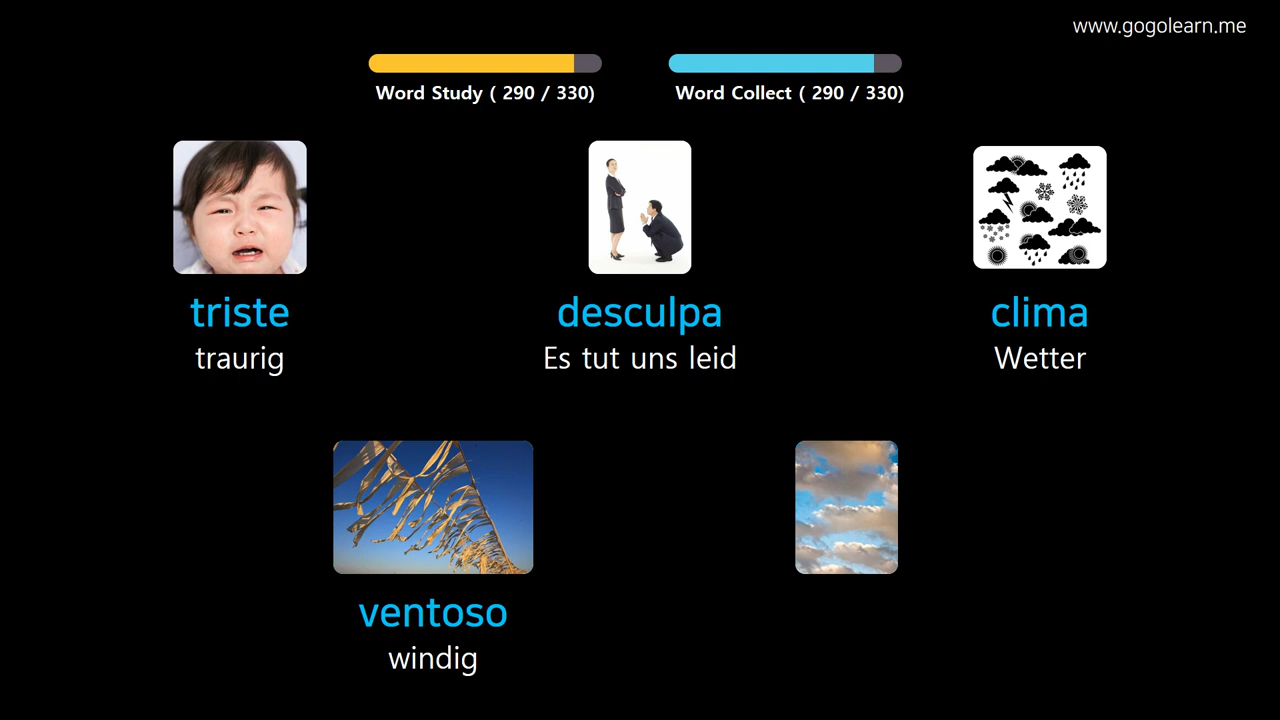 www.gogolearn.me
Word Study ( 290 / 330)
Word Collect ( 290 / 330)
triste
traurig
desculpa
Es tut uns leid
clima
Wetter
ventoso
windig